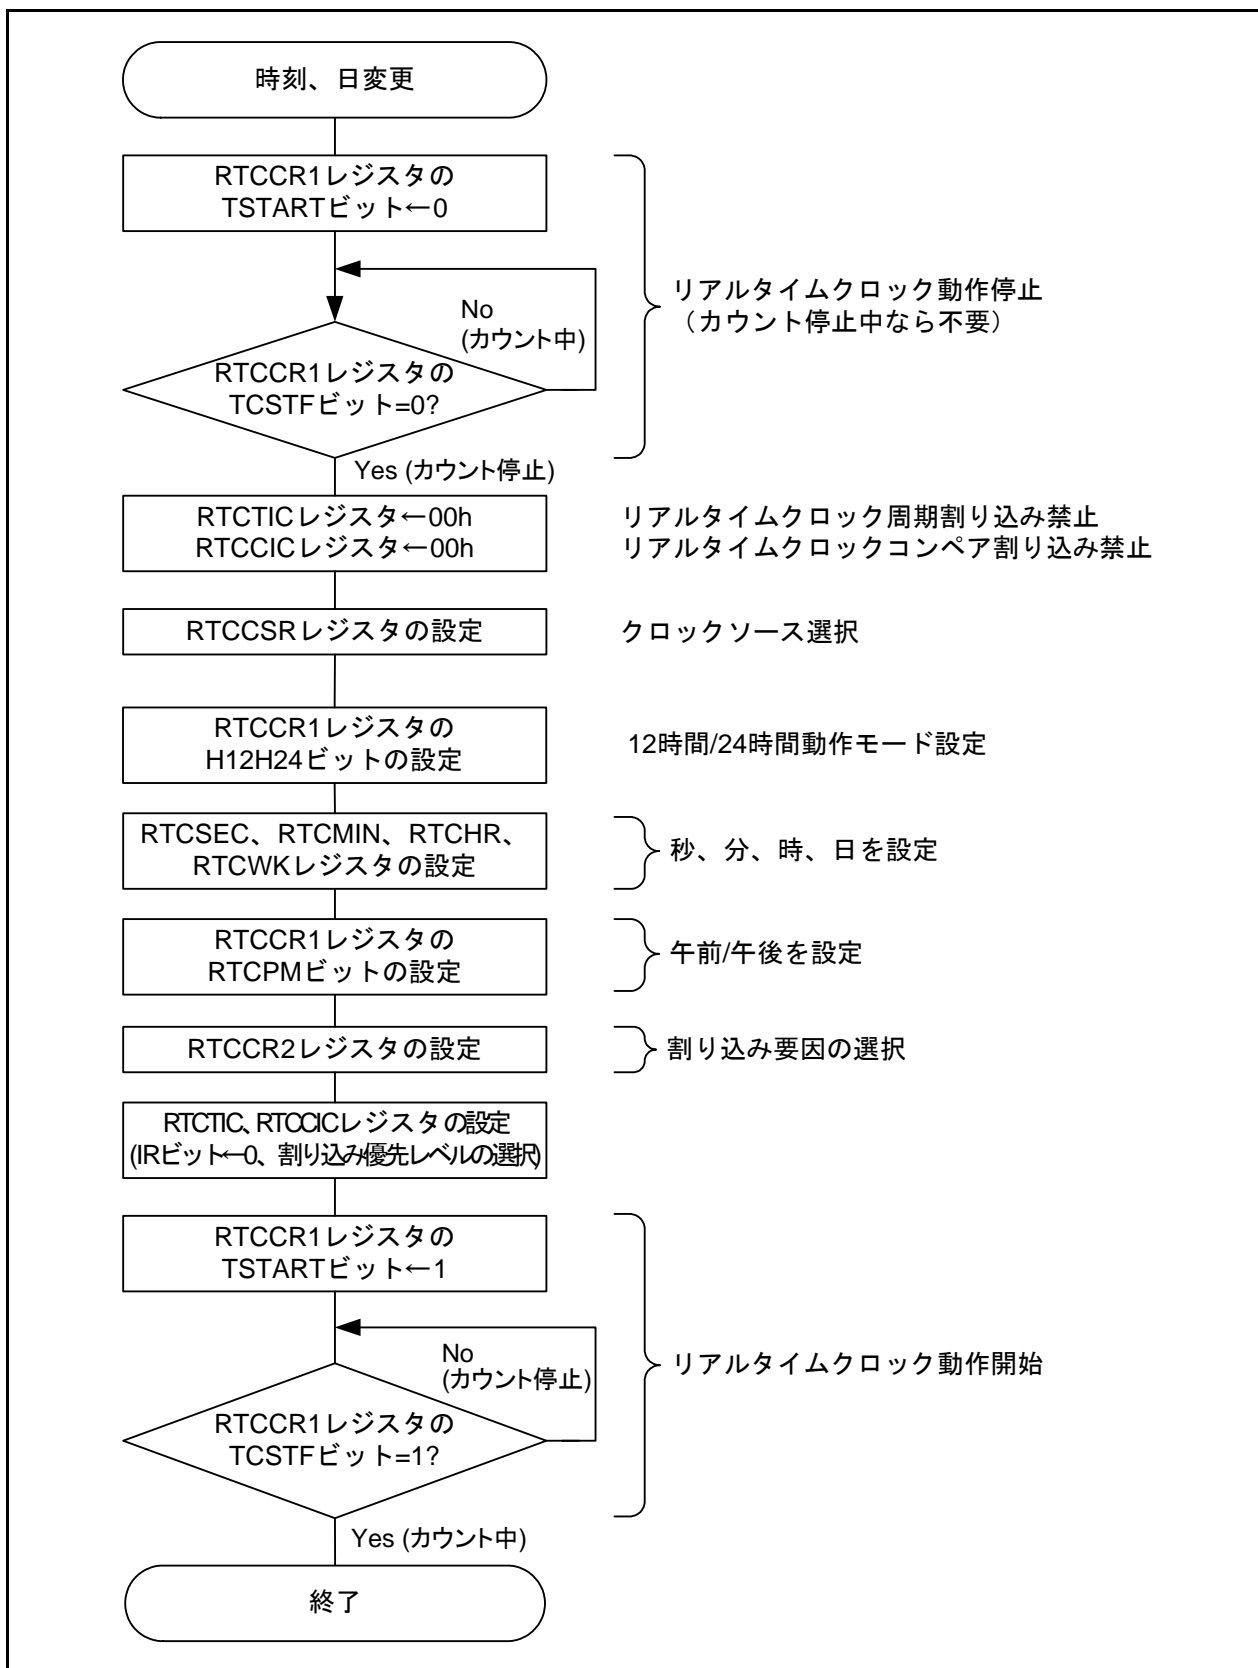 時刻、日変更
RTCCR1レジスタの
TSTARTビット←0
リアルタイムクロック動作停止
（カウント停止中なら不要）
No
(カウント中)
RTCCR1レジスタの
TCSTFビット=0?
Yes (カウント停止)
RTCTICレジスタ←00h
RTCCICレジスタ←00h
リアルタイムクロック周期割り込み禁止
リアルタイムクロックコンペア割り込み禁止
RTCCSRレジスタの設定
クロックソース選択
RTCCR1レジスタの
H12H24ビットの設定
12時間/24時間動作モード設定
RTCSEC、RTCMIN、RTCHR、
RTCWKレジスタの設定
秒、分、時、日を設定
RTCCR1レジスタの
RTCPMビットの設定
午前/午後を設定
RTCCR2レジスタの設定
割り込み要因の選択
RTCTIC、RTCCICレジスタの設定
(IRビット←0、割り込み優先レベルの選択)
RTCCR1レジスタの
TSTARTビット←1
No
(カウント停止)
リアルタイムクロック動作開始
RTCCR1レジスタの
TCSTFビット=1?
Yes (カウント中)
終了